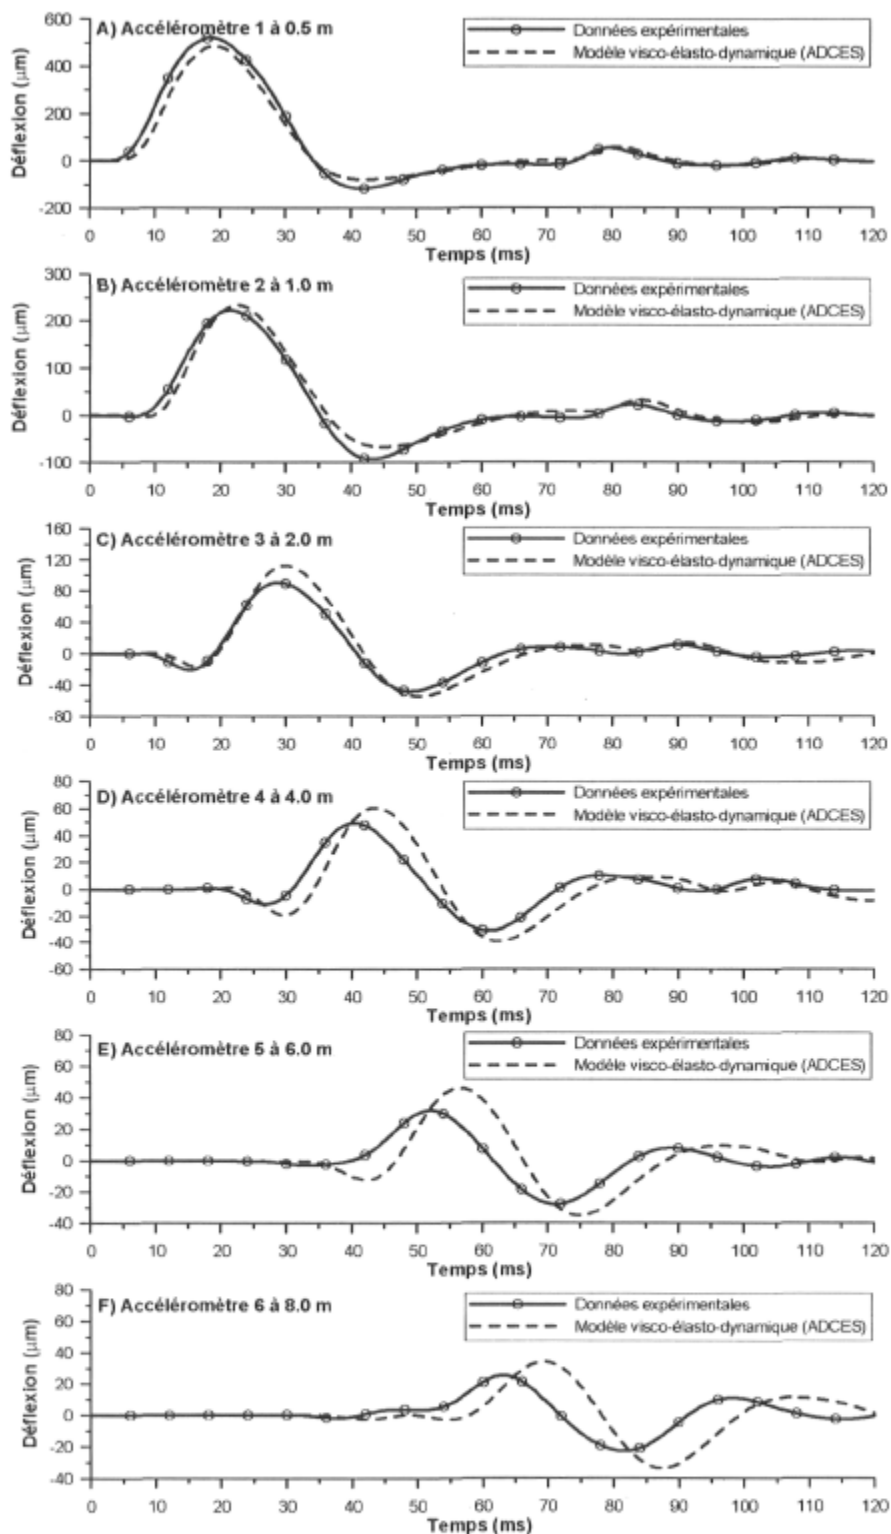 A) Accéléromètre 1 à 0.5 m
Données expérimentales
Modèle visco-élasto-dynamique (ADCES)
Déflexion (µm)
600
400
200
0
-200
0 10 20 30 40 50 60 70 80 90 100 110 120
Temps (ms)
B) Accéléromètre 2 à 1.0 m
Données expérimentales
Modèle visco-élasto-dynamique (ADCES)
Déflexion (µm)
300
200
100
0
-100
0 10 20 30 40 50 60 70 80 90 100 110 120
Temps (ms)
C) Accéléromètre 3 à 2.0 m
Données expérimentales
Modèle visco-élasto-dynamique (ADCES)
Déflexion (µm)
160
120
80
40
0
-40
-80
0 10 20 30 40 50 60 70 80 90 100 110 120
Temps (ms)
D) Accéléromètre 4 à 4.0 m
Données expérimentales
Modèle visco-élasto-dynamique (ADCES)
Déflexion (µm)
80
60
40
20
0
-20
-40
-60
0 10 20 30 40 50 60 70 80 90 100 110 120
Temps (ms)
E) Accéléromètre 5 à 6.0 m
Données expérimentales
Modèle visco-élasto-dynamique (ADCES)
Déflexion (µm)
80
60
40
20
0
-20
-40
0 10 20 30 40 50 60 70 80 90 100 110 120
Temps (ms)
F) Accéléromètre 6 à 8.0 m
Données expérimentales
Modèle visco-élasto-dynamique (ADCES)
Déflexion (µm)
80
60
40
20
0
-20
-40
0 10 20 30 40 50 60 70 80 90 100 110 120
Temps (ms)